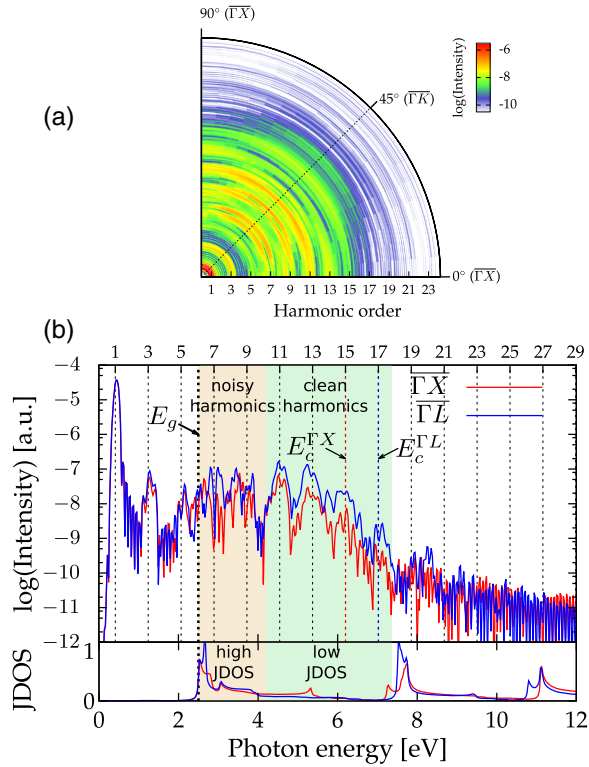 90° (ΓX)
(a)
45° (ΓK)
log(Intensity)
-6
-8
-10
0° (ΓX)
1 3 5 7 9 11 13 15 17 19 21 23
Harmonic order
(b)
1 3 5 7 9 11 13 15 17 19 21 23 25 27 29
−4
−5
−6
−7
−8
−9
−10
−11
−12
log(Intensity) [a.u.]
noisy harmonics
clean harmonics
ΓX
ΓL
E_g
E_c^{ΓX}
E_c^{ΓL}
JDOS
1
0
high JDOS
low JDOS
0 2 4 6 8 10 12
Photon energy [eV]